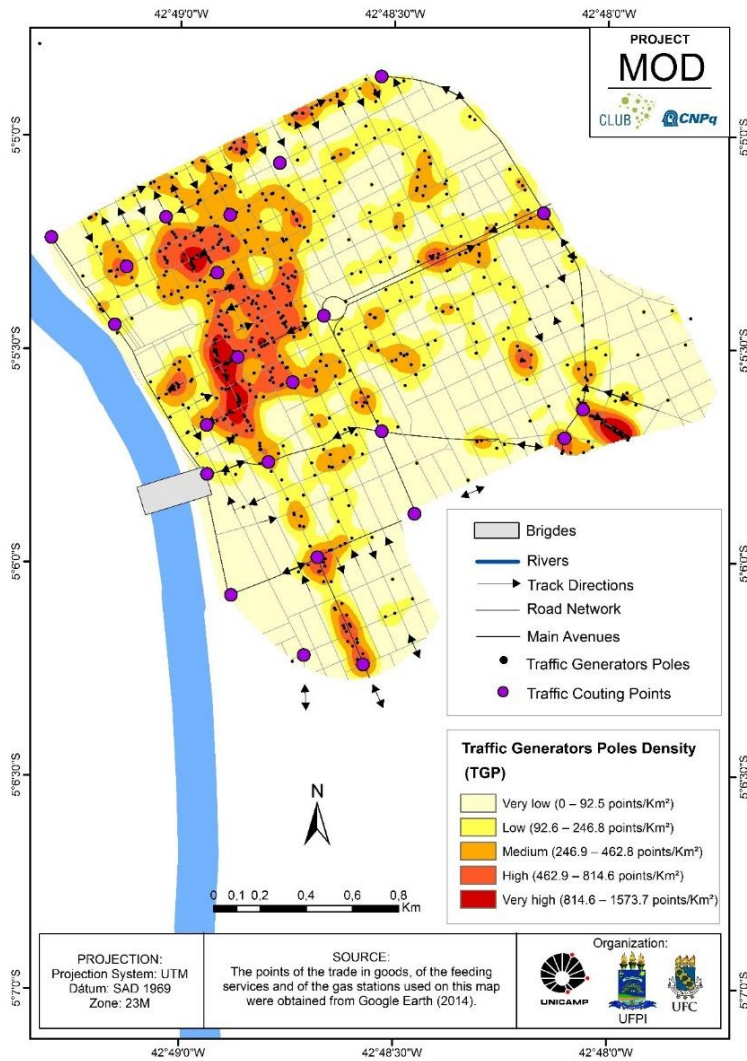 42°49'0"W 42°48'30"W 42°48'0"W
PROJECT
MOD
CLUB CNPq
5°5'0"S 5°5'0"S
5°5'30"S 5°5'30"S
5°6'0"S 5°6'0"S
5°6'30"S 5°6'30"S
5°7'0"S 5°7'0"S
Brigdes
Rivers
Track Directions
Road Network
Main Avenues
Traffic Generators Poles
Traffic Couting Points
Traffic Generators Poles Density
(TGP)
Very low (0 – 92.5 points/Km²)
Low (92.6 – 246.8 points/Km²)
Medium (246.9 – 462.8 points/Km²)
High (462.9 – 814.6 points/Km²)
Very high (814.6 – 1573.7 points/Km²)
N
0 0,1 0,2 0,4 0,6 0,8
Km
PROJECTION:
Projection System: UTM
Dátum: SAD 1969
Zone: 23M
SOURCE:
The points of the trade in goods, of the feeding
services and of the gas stations used on this map
were obtained from Google Earth (2014).
Organization:
UNICAMP
UFPI
UFC
42°49'0"W 42°48'30"W 42°48'0"W